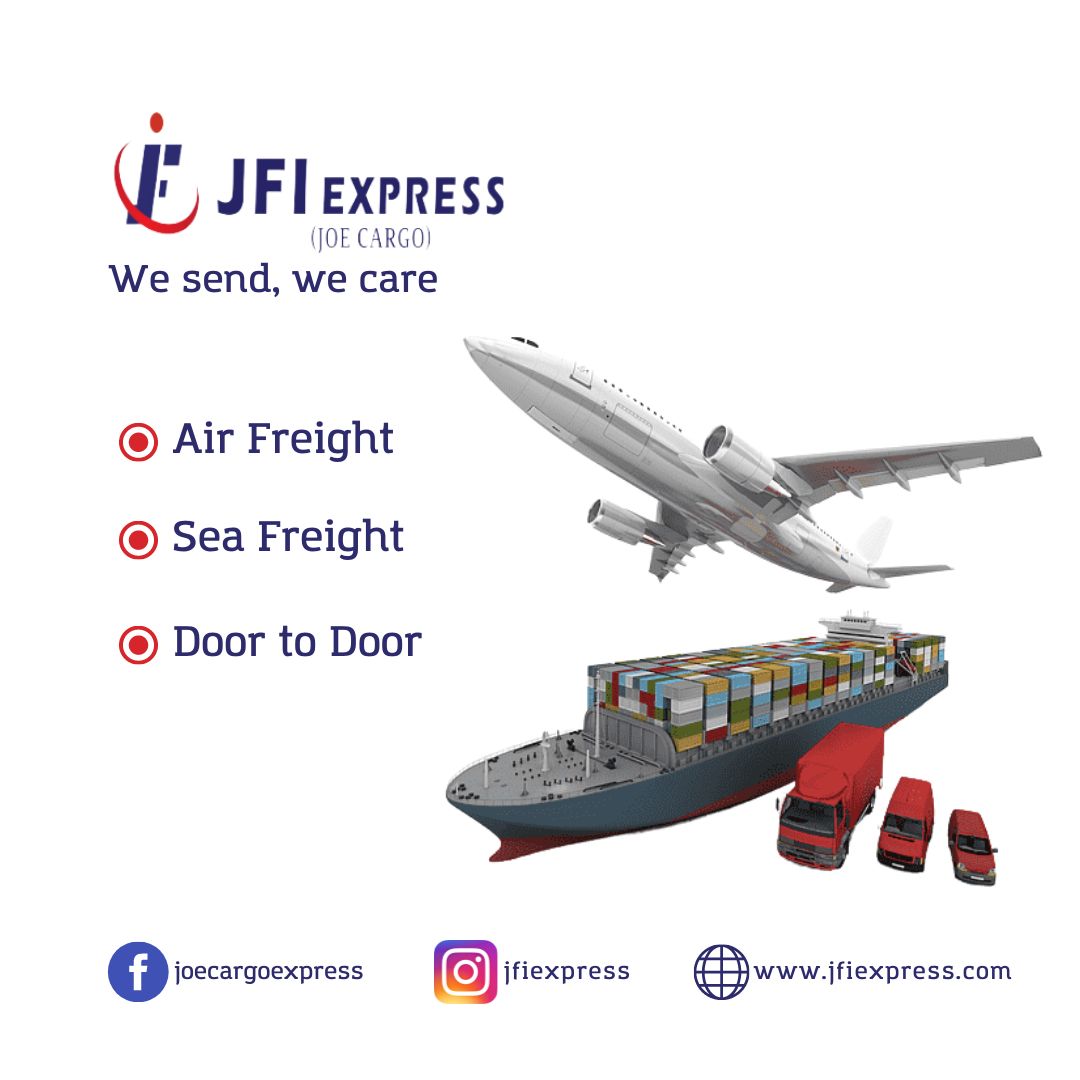 JFI EXPRESS
(JOE CARGO)
We send, we care
Air Freight
Sea Freight
Door to Door
joecargoexpress
jfiexpress
www.jfiexpress.com